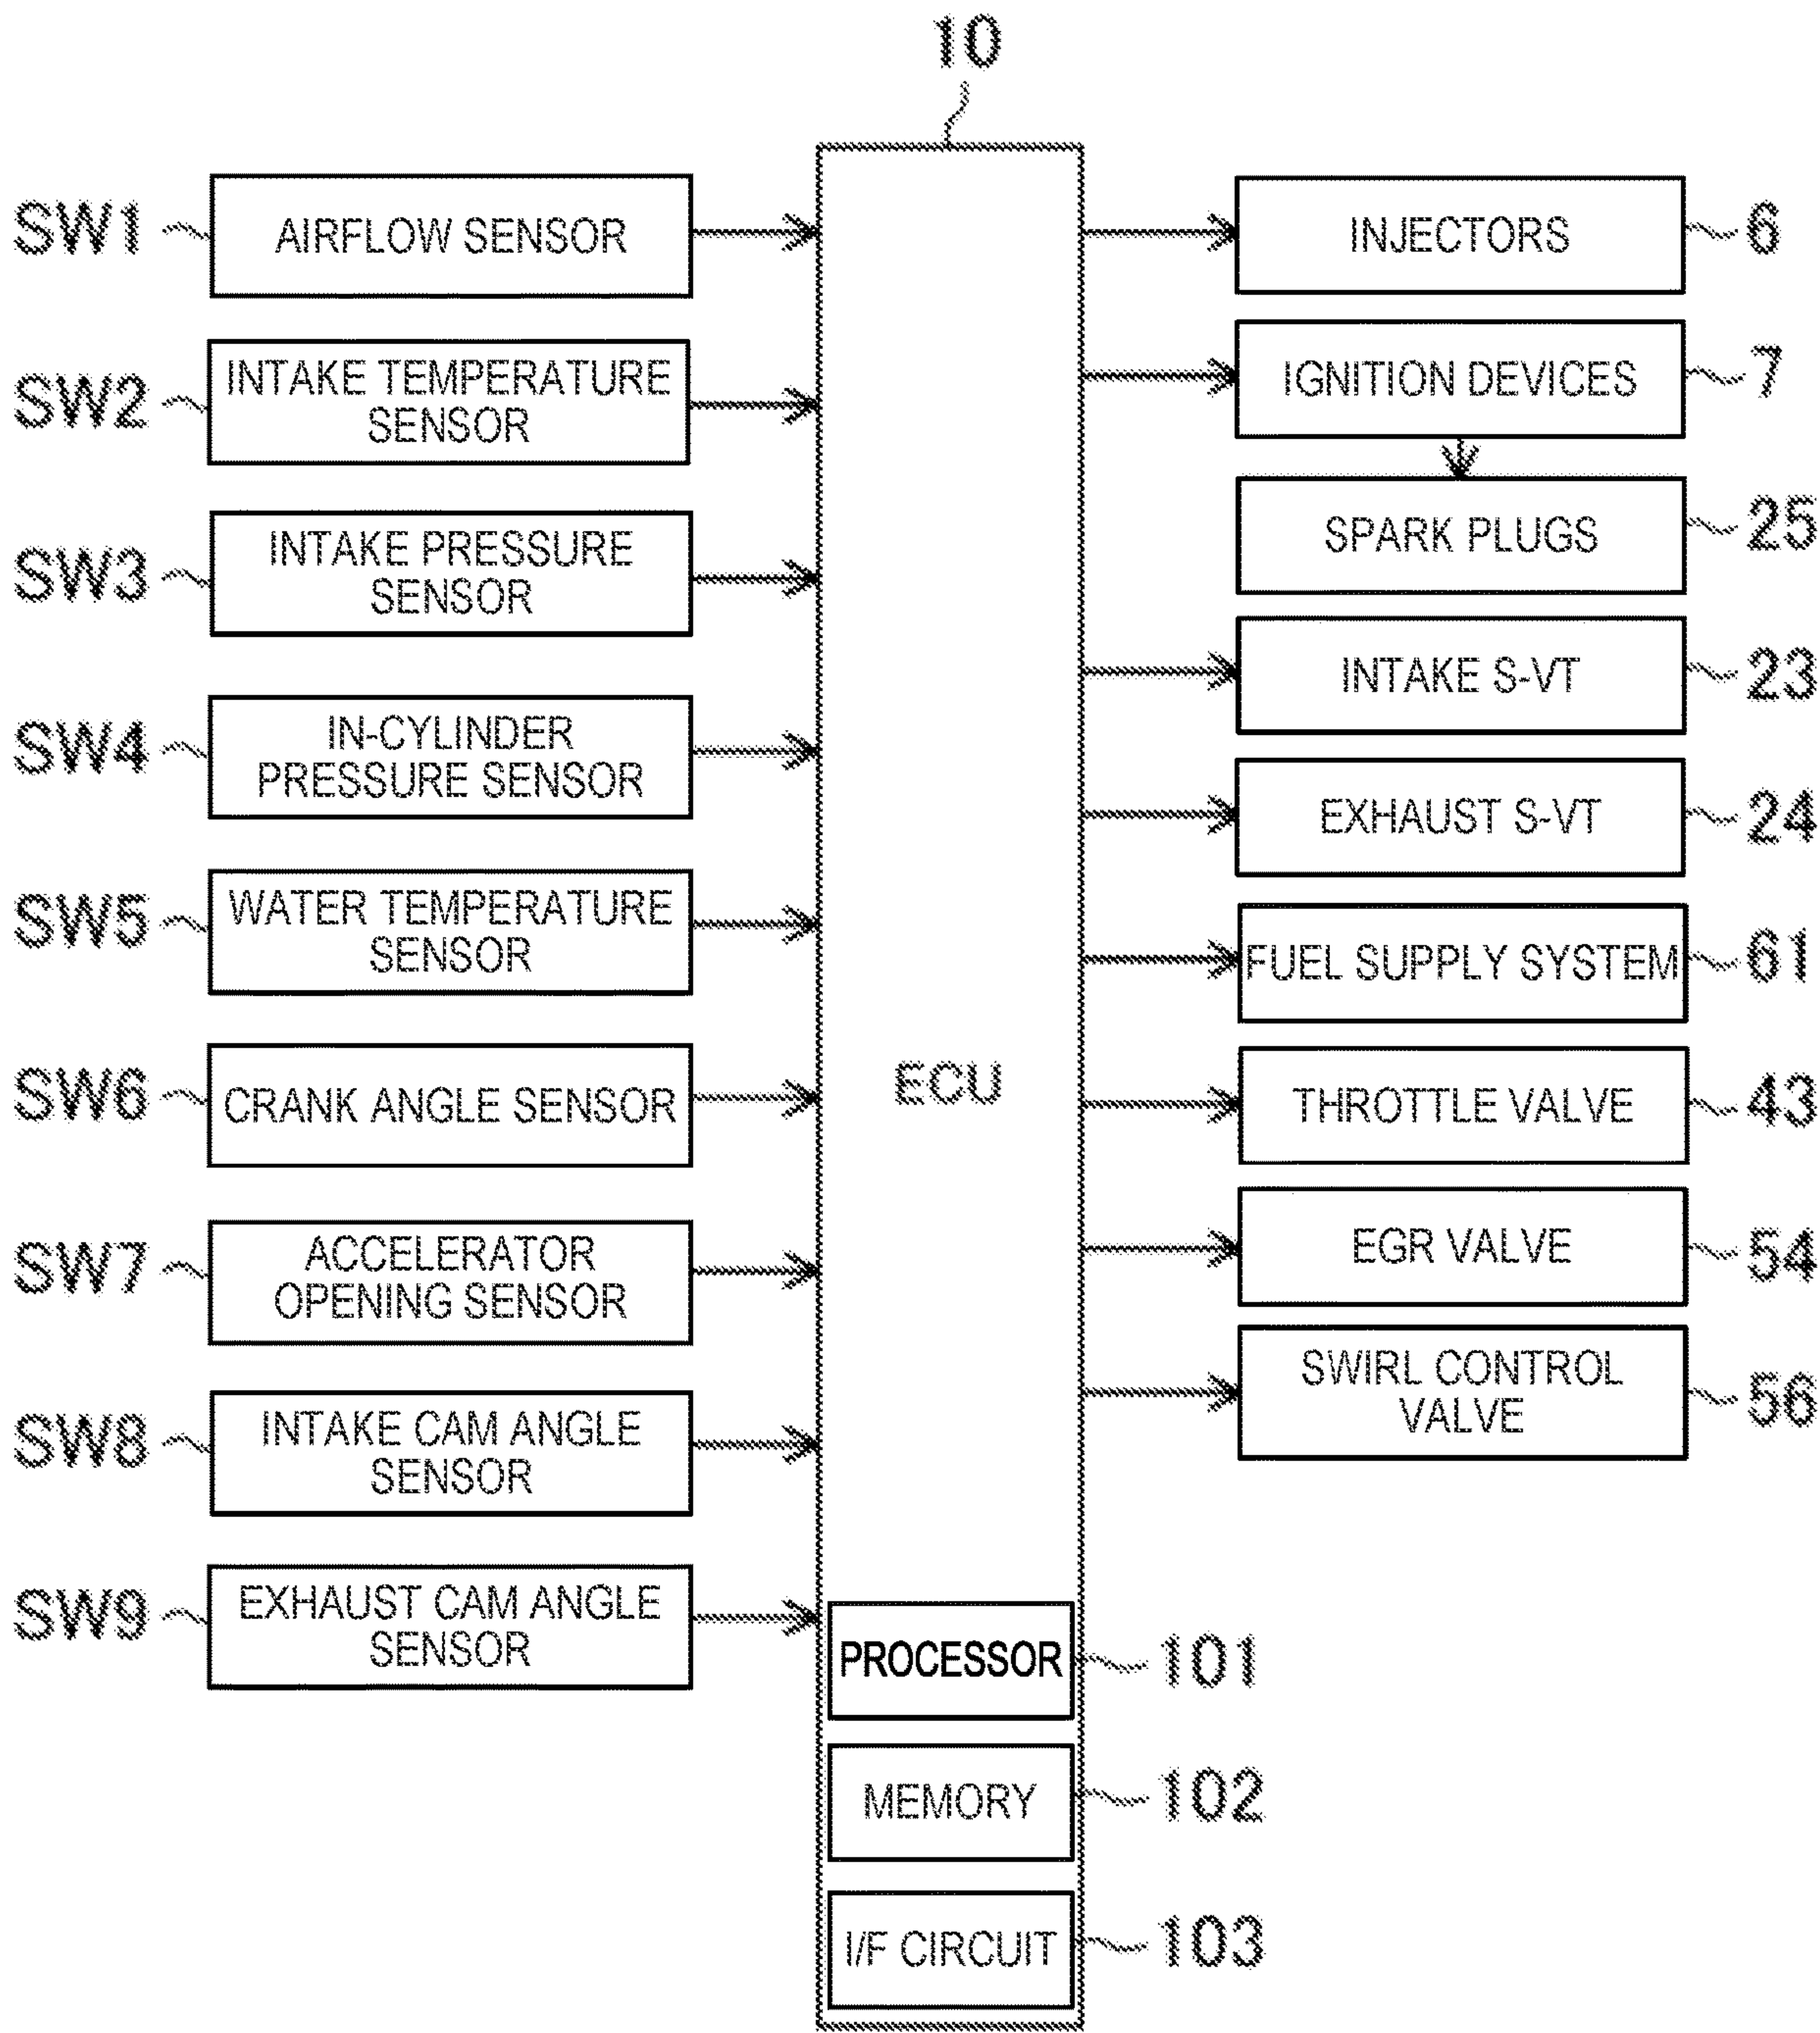 10
SW1
AIRFLOW SENSOR
SW2
INTAKE TEMPERATURE
SENSOR
SW3
INTAKE PRESSURE
SENSOR
SW4
IN-CYLINDER
PRESSURE SENSOR
SW5
WATER TEMPERATURE
SENSOR
SW6
CRANK ANGLE SENSOR
SW7
ACCELERATOR
OPENING SENSOR
SW8
INTAKE CAM ANGLE
SENSOR
SW9
EXHAUST CAM ANGLE
SENSOR
ECU
PROCESSOR
101
MEMORY
102
I/F CIRCUIT
103
INJECTORS
6
IGNITION DEVICES
7
SPARK PLUGS
25
INTAKE S-VT
23
EXHAUST S-VT
24
FUEL SUPPLY SYSTEM
61
THROTTLE VALVE
43
EGR VALVE
54
SWIRL CONTROL
VALVE
56